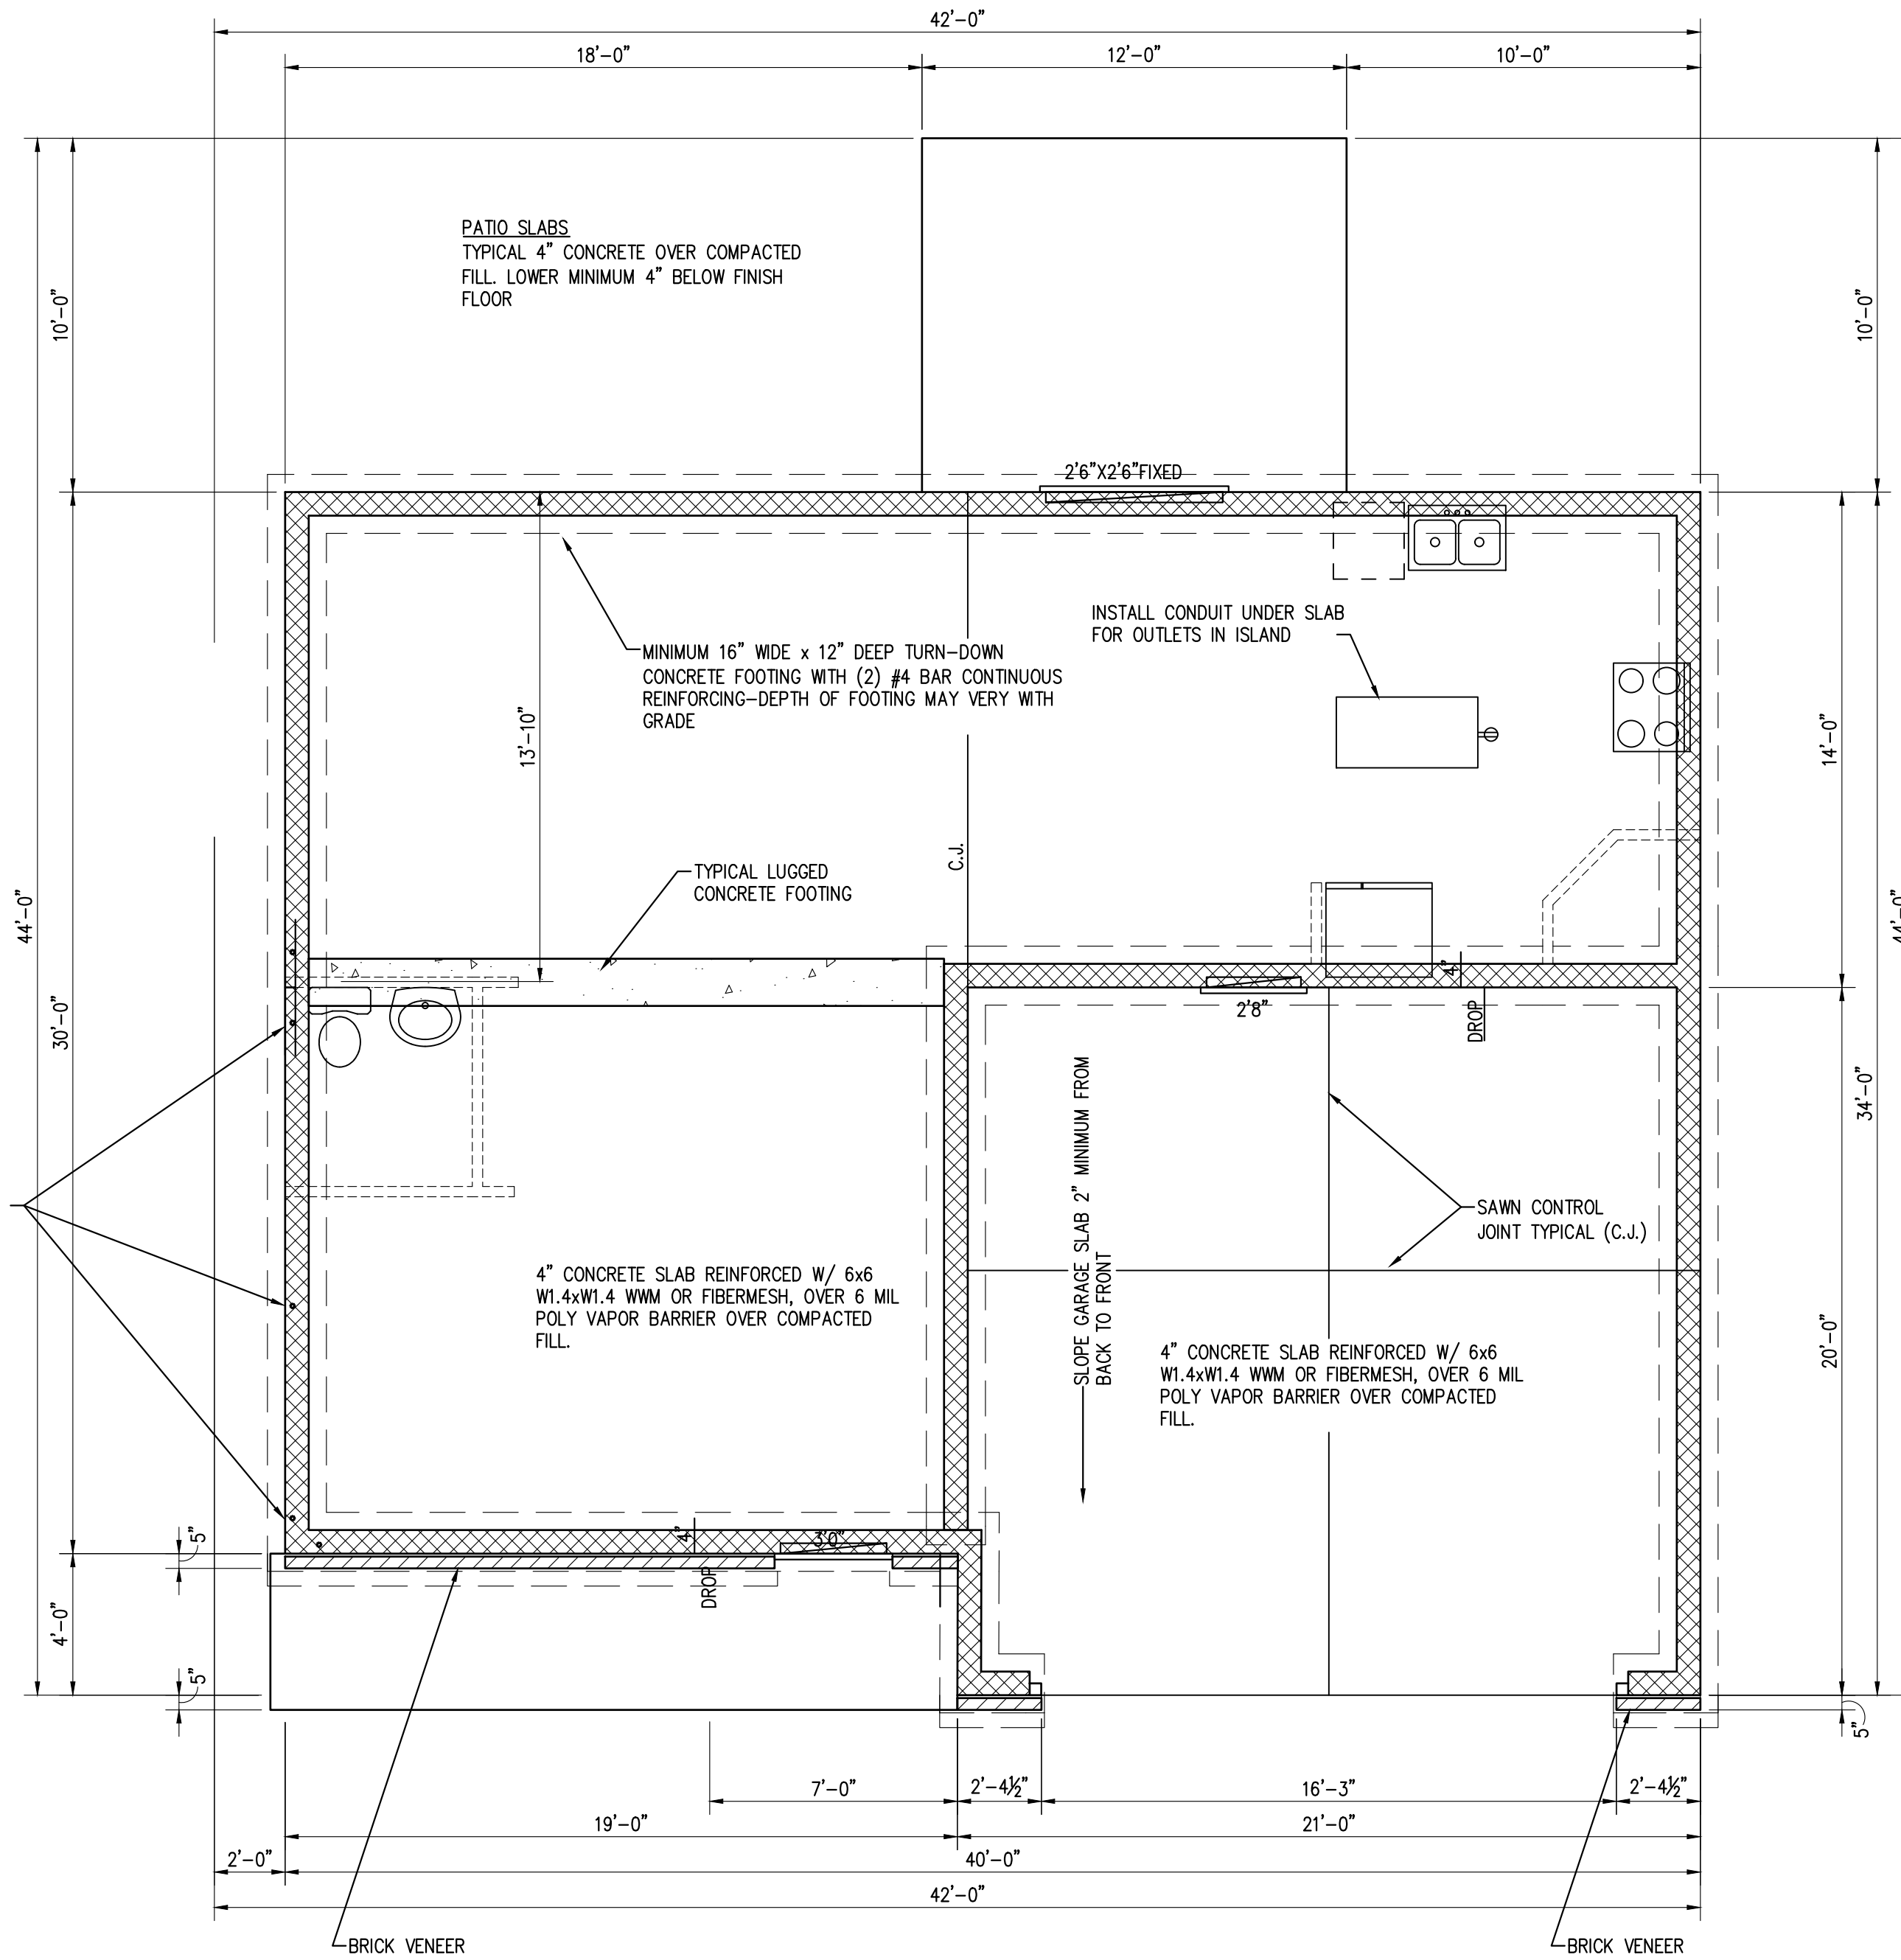 42'-0"
18'-0"
12'-0"
10'-0"
PATIO SLABS
TYPICAL 4" CONCRETE OVER COMPACTED
FILL. LOWER MINIMUM 4" BELOW FINISH
FLOOR
10'-0"
10'-0"
2'6"X2'6"FIXED
INSTALL CONDUIT UNDER SLAB
FOR OUTLETS IN ISLAND
MINIMUM 16" WIDE x 12" DEEP TURN-DOWN
CONCRETE FOOTING WITH (2) #4 BAR CONTINUOUS
REINFORCING-DEPTH OF FOOTING MAY VERY WITH
GRADE
13'-10"
14'-0"
C.J.
TYPICAL LUGGED
CONCRETE FOOTING
44'-0"
44'-0"
4"
2'8"
DROP
30'-0"
34'-0"
SLOPE GARAGE SLAB 2" MINIMUM FROM
BACK TO FRONT
SAWN CONTROL
JOINT TYPICAL (C.J.)
4" CONCRETE SLAB REINFORCED W/ 6x6
W1.4xW1.4 WWM OR FIBERMESH, OVER 6 MIL
POLY VAPOR BARRIER OVER COMPACTED
FILL.
20'-0"
4" CONCRETE SLAB REINFORCED W/ 6x6
W1.4xW1.4 WWM OR FIBERMESH, OVER 6 MIL
POLY VAPOR BARRIER OVER COMPACTED
FILL.
5"
4"
3'0"
DROP
4'-0"
5"
5"
7'-0"
2'-4½"
16'-3"
2'-4½"
19'-0"
21'-0"
2'-0"
40'-0"
42'-0"
BRICK VENEER
BRICK VENEER